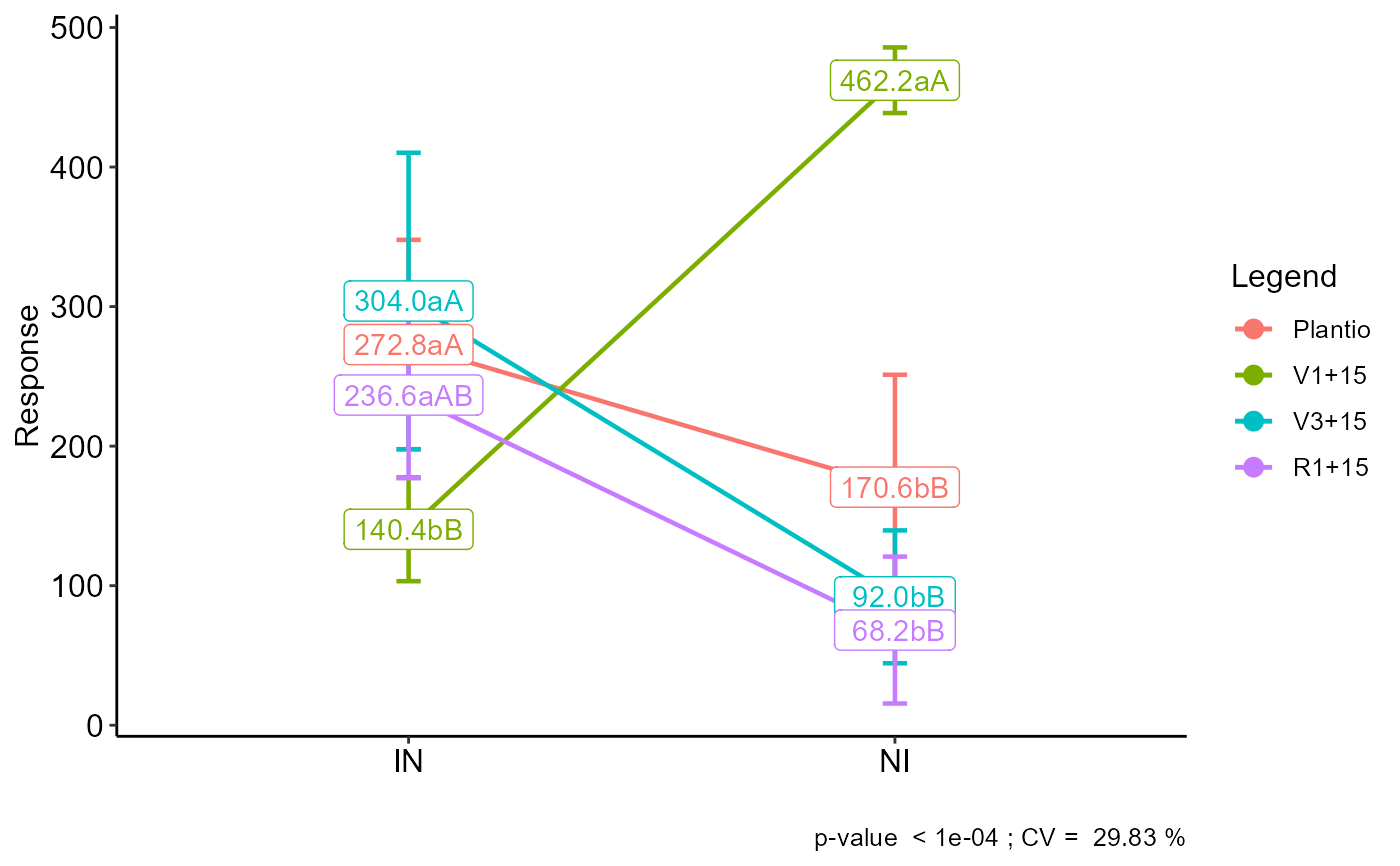 500
400
300
200
100
0
Response
462.2aA
304.0aA
272.8aA
236.6aAB
140.4bB
170.6bB
92.0bB
68.2bB
IN
NI
Legend
Plantio
V1+15
V3+15
R1+15
p-value < 1e-04 ; CV = 29.83 %